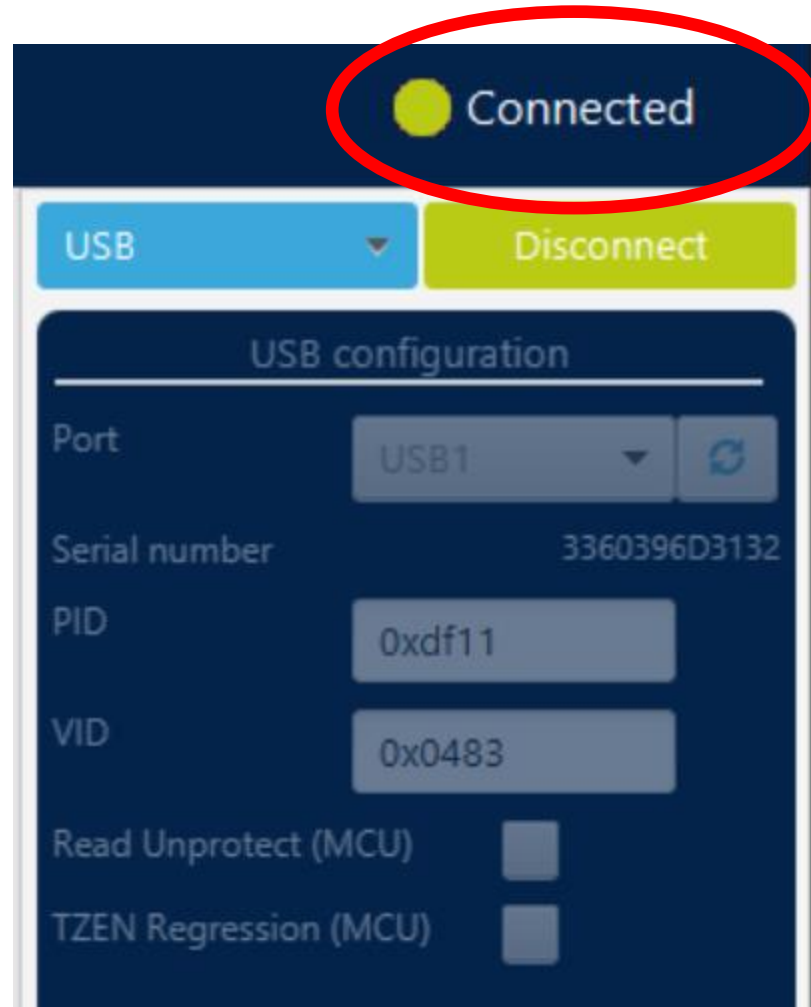 Connected
USB
Disconnect
USB configuration
Port
USB1
Serial number
3360396D3132
PID
0xdf11
VID
0x0483
Read Unprotect (MCU)
TZEN Regression (MCU)